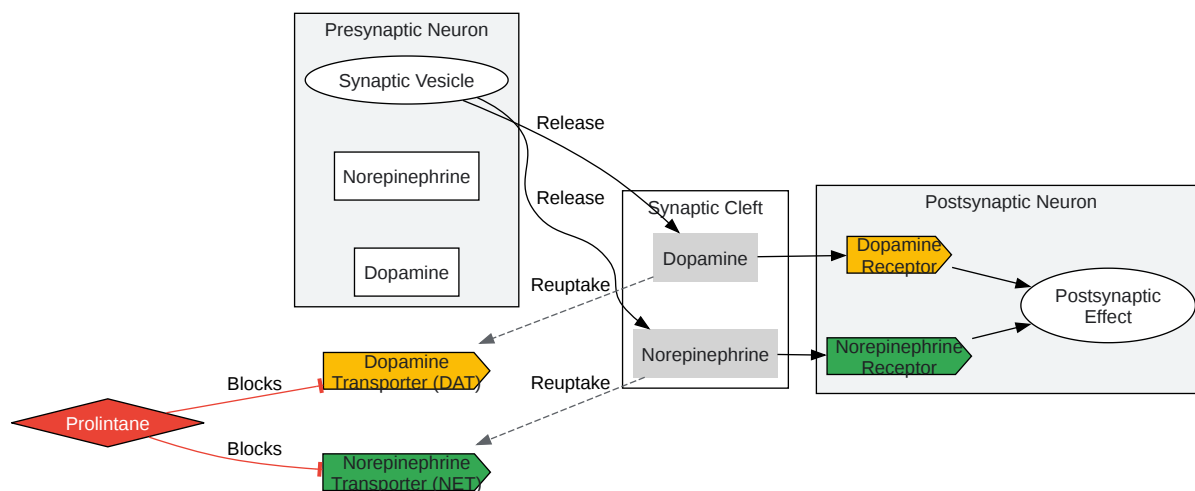 Presynaptic Neuron
Synaptic Vesicle
Release
Norepinephrine
Release
Synaptic Cleft
Postsynaptic Neuron
Dopamine
Dopamine
Receptor
Dopamine
Reuptake
Postsynaptic
Effect
Norepinephrine
Norepinephrine
Receptor
Dopamine
Transporter (DAT)
Reuptake
Blocks
Prolintane
Blocks
Norepinephrine
Transporter (NET)